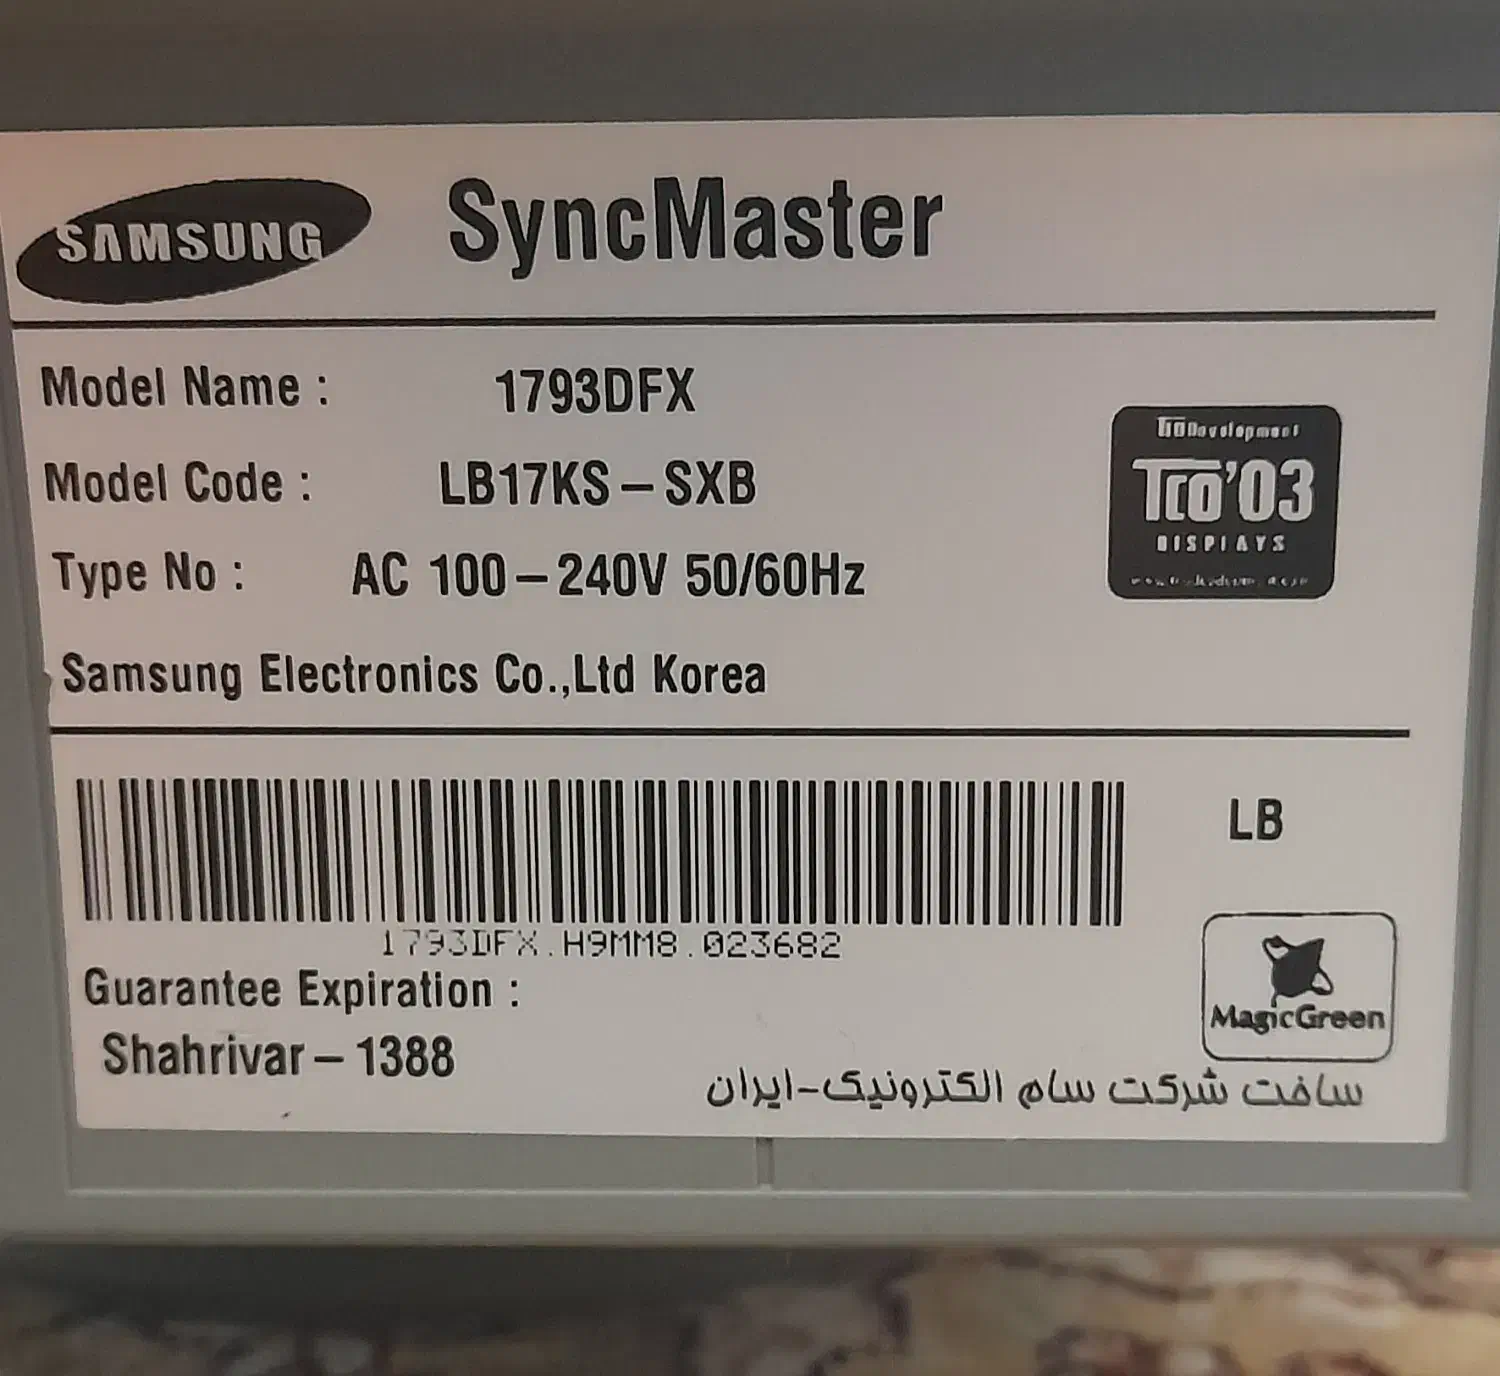 SAMSUNG SyncMaster
Model Name : 1793DFX
Model Code : LB17KS – SXB
Type No : AC 100 – 240V 50/60Hz
TCO Development
TCO'03
DISPLAYS
Samsung Electronics Co.,Ltd Korea
LB
1793DFX.H9MM8.023682
Guarantee Expiration :
Shahrivar – 1388
MagicGreen
ساخت شرکت سام الکترونیک-ایران